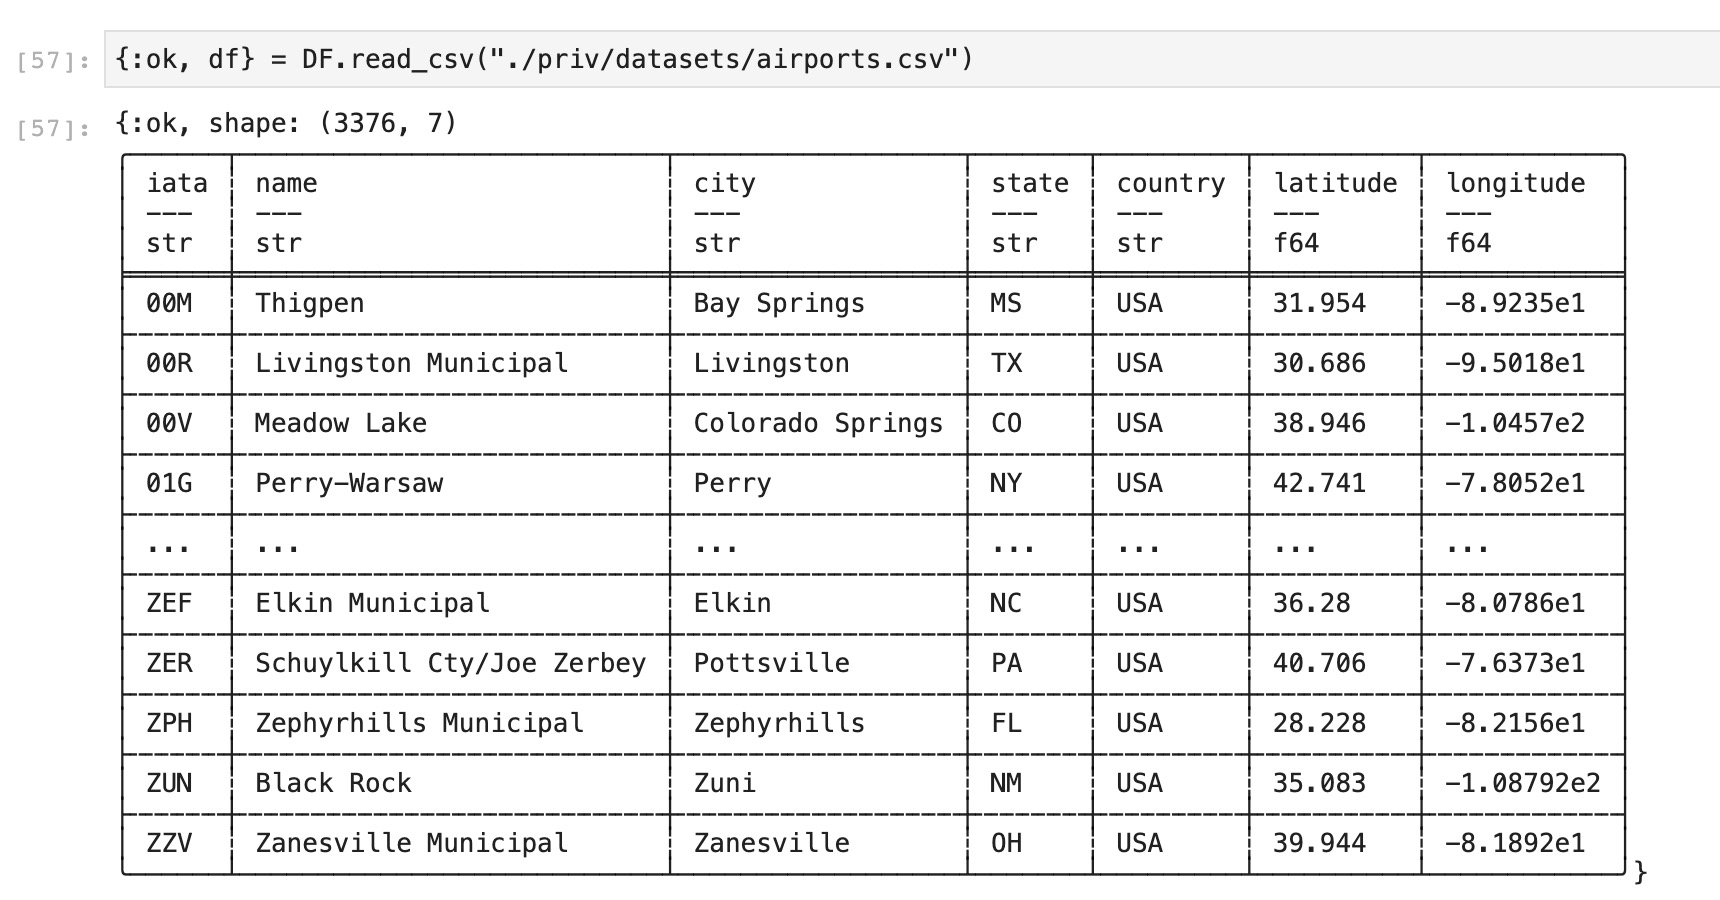 [57]: {:ok, df} = DF.read_csv("./priv/datasets/airports.csv")
[57]: {:ok, shape: (3376, 7)
iata name city state country latitude longitude
--- --- --- --- --- --- ---
str str str str str f64 f64
00M Thigpen Bay Springs MS USA 31.954 -8.9235e1
00R Livingston Municipal Livingston TX USA 30.686 -9.5018e1
00V Meadow Lake Colorado Springs CO USA 38.946 -1.0457e2
01G Perry-Warsaw Perry NY USA 42.741 -7.8052e1
... ... ... ... ... ... ...
ZEF Elkin Municipal Elkin NC USA 36.28 -8.0786e1
ZER Schuylkill Cty/Joe Zerbey Pottsville PA USA 40.706 -7.6373e1
ZPH Zephyrhills Municipal Zephyrhills FL USA 28.228 -8.2156e1
ZUN Black Rock Zuni NM USA 35.083 -1.08792e2
ZZV Zanesville Municipal Zanesville OH USA 39.944 -8.1892e1
}